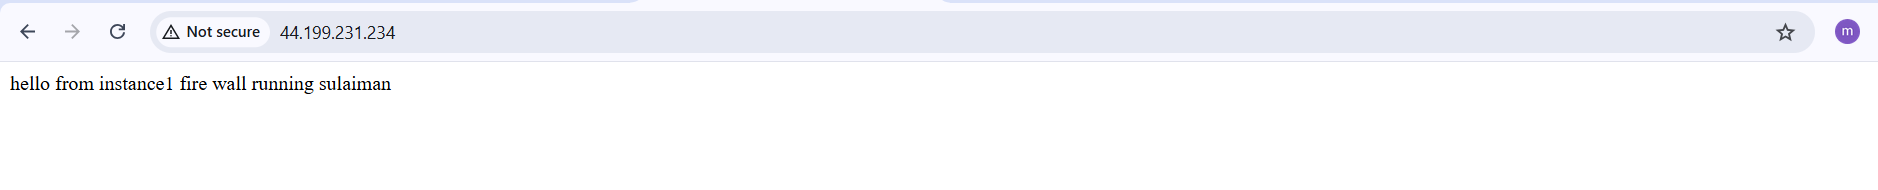 Not secure 44.199.231.234 m
hello from instance1 fire wall running sulaiman